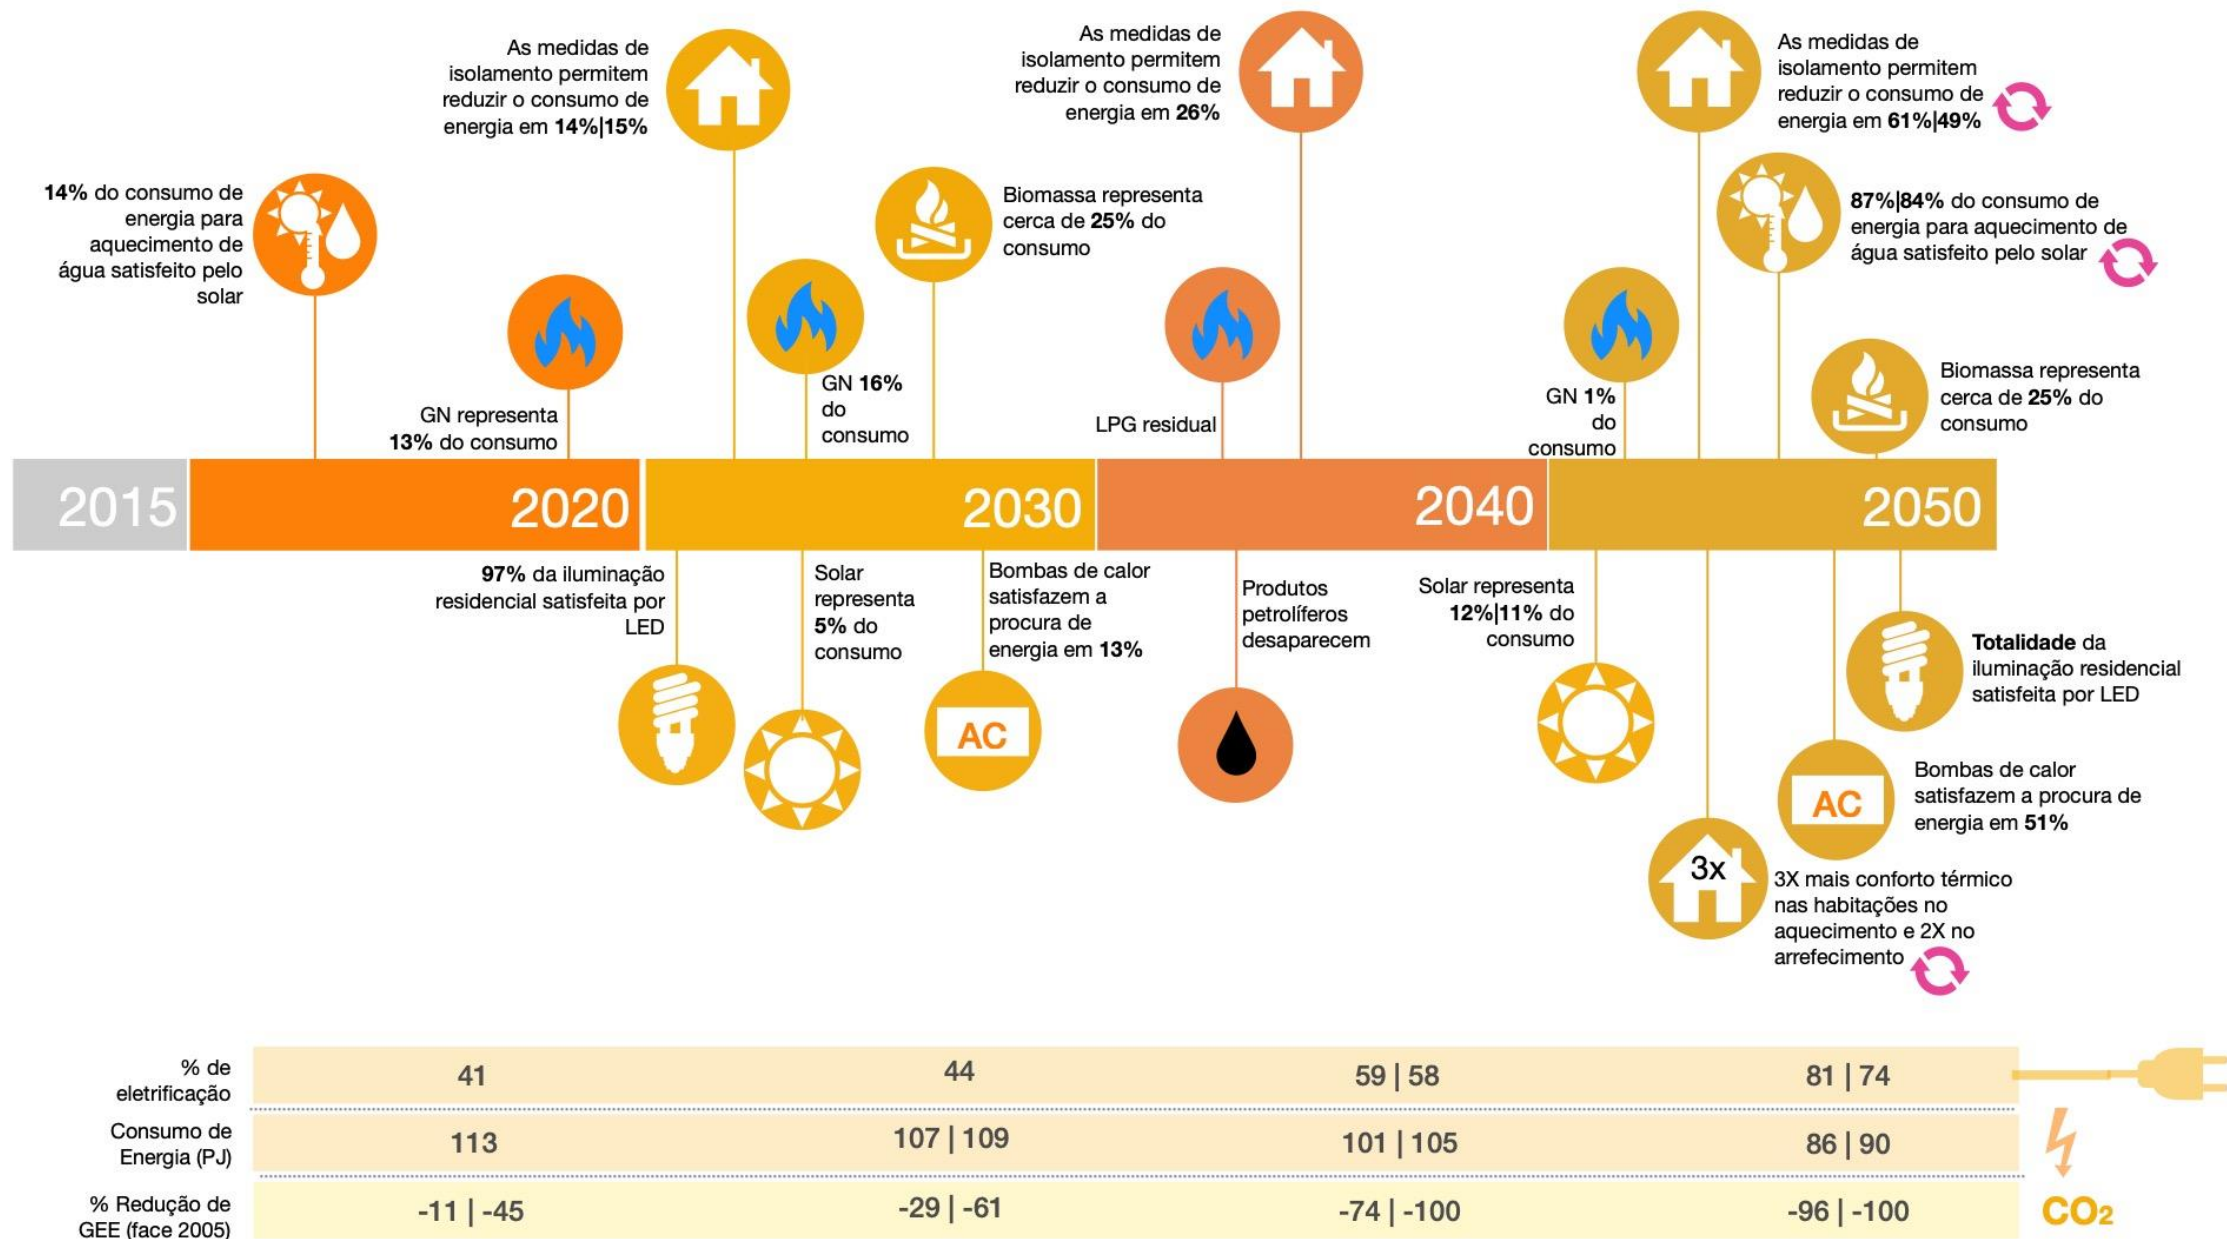 As medidas de
isolamento permitem
reduzir o consumo de
energia em 14%|15%
As medidas de
isolamento permitem
reduzir o consumo de
energia em 26%
As medidas de
isolamento permitem
reduzir o consumo de
energia em 61%|49%
14% do consumo de
energia para
aquecimento de
água satisfeito pelo
solar
Biomassa representa
cerca de 25% do
consumo
87%|84% do consumo de
energia para aquecimento de
água satisfeito pelo solar
GN representa
13% do consumo
GN 16%
do
consumo
LPG residual
GN 1%
do
consumo
Biomassa representa
cerca de 25% do
consumo
2015
2020
2030
2040
2050
97% da iluminação
residencial satisfeita por
LED
Solar
representa
5% do
consumo
Bombas de calor
satisfazem a
procura de
energia em 13%
AC
Produtos
petrolíferos
desaparecem
Solar representa
12%|11% do
consumo
Totalidade da
iluminação residencial
satisfeita por LED
AC
Bombas de calor
satisfazem a procura de
energia em 51%
3x
3X mais conforto térmico
nas habitações no
aquecimento e 2X no
arrefecimento
% de
eletrificação
41
44
59 | 58
81 | 74
Consumo de
Energia (PJ)
113
107 | 109
101 | 105
86 | 90
% Redução de
GEE (face 2005)
-11 | -45
-29 | -61
-74 | -100
-96 | -100
CO2